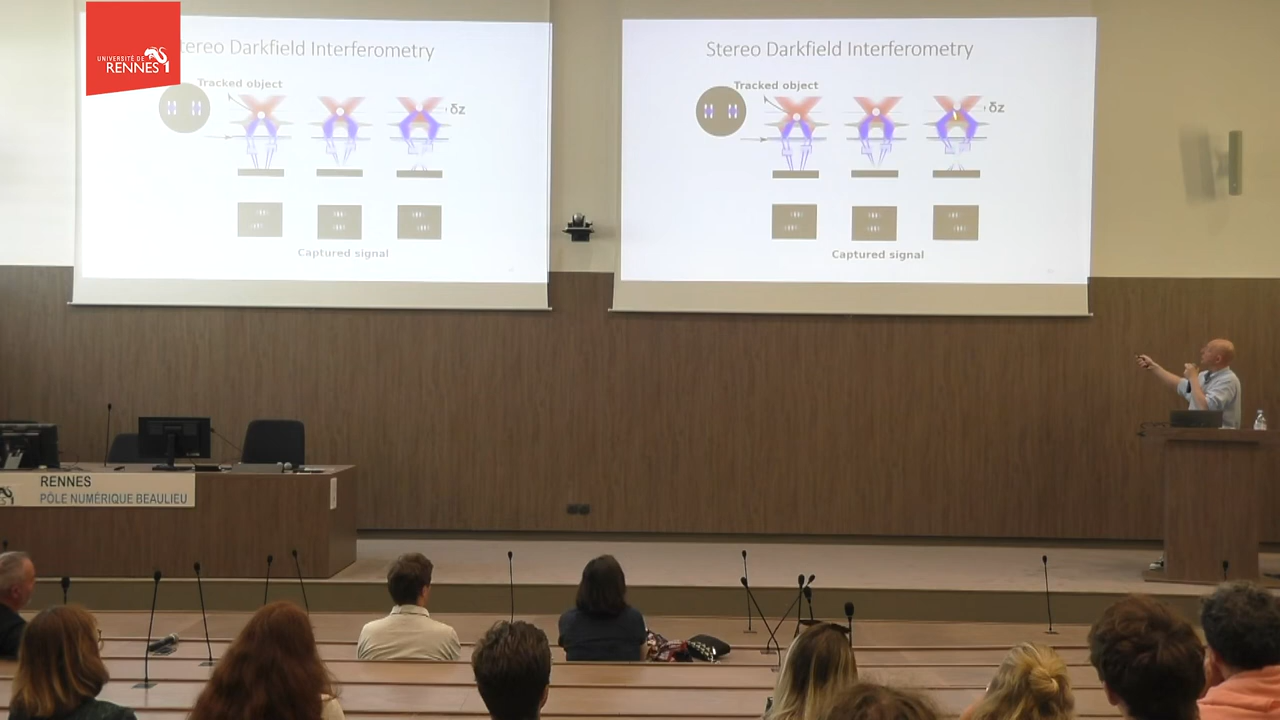 UNIVERSITÉ DE
RENNES
tereo Darkfield Interferometry
Tracked object
δz
Captured signal
Stereo Darkfield Interferometry
Tracked object
δz
Captured signal
RENNES
PÔLE NUMÉRIQUE BEAULIEU